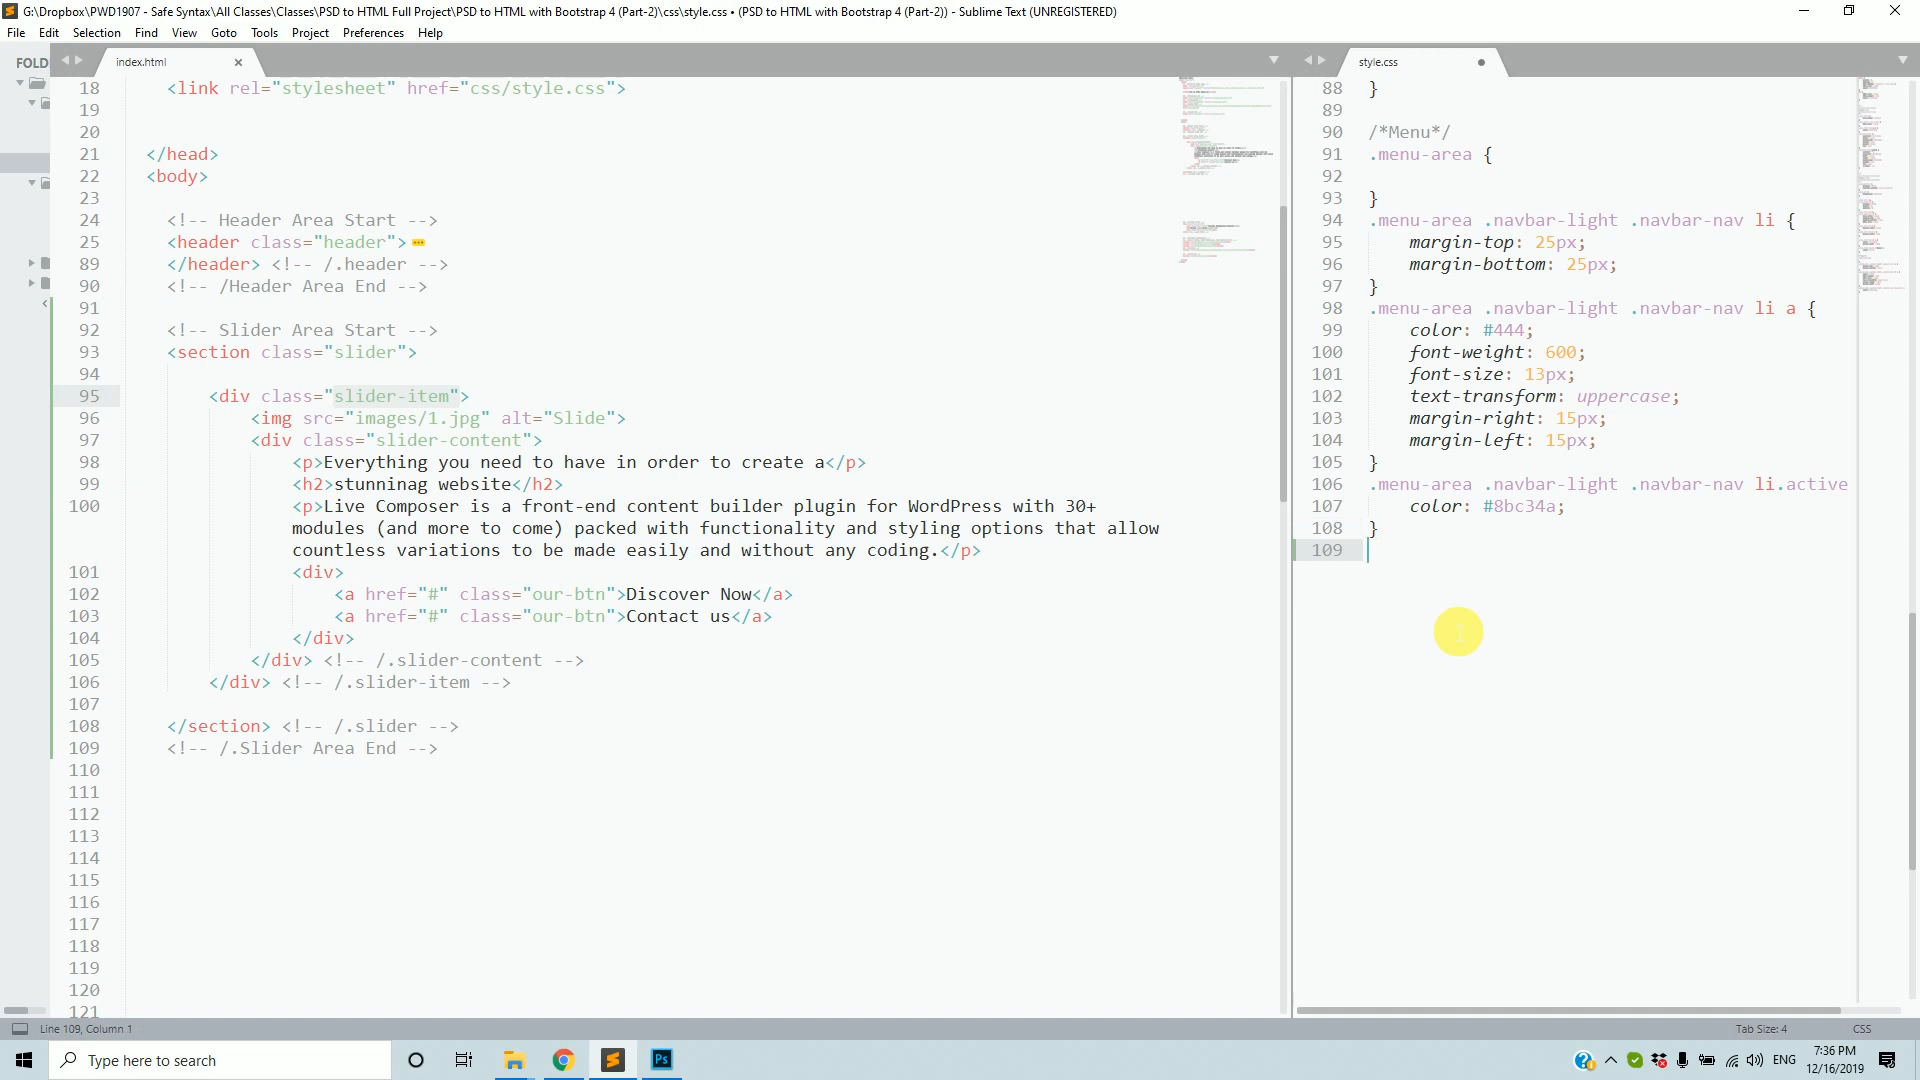 G:\Dropbox\PWD1907 - Safe Syntax\All Classes\Classes\PSD to HTML Full Project\PSD to HTML with Bootstrap 4 (Part-2)\css\style.css • (PSD to HTML with Bootstrap 4 (Part-2)) - Sublime Text (UNREGISTERED)
File Edit Selection Find View Goto Tools Project Preferences Help
FOLD
index.html
18 <link rel="stylesheet" href="css/style.css">
19
20
21 </head>
22 <body>
23
24 <!-- Header Area Start -->
25 <header class="header">
89 </header> <!-- /.header -->
90 <!-- /Header Area End -->
91
92 <!-- Slider Area Start -->
93 <section class="slider">
94
95 <div class="slider-item">
96 <img src="images/1.jpg" alt="Slide">
97 <div class="slider-content">
98 <p>Everything you need to have in order to create a</p>
99 <h2>stunninag website</h2>
100 <p>Live Composer is a front-end content builder plugin for WordPress with 30+
modules (and more to come) packed with functionality and styling options that allow
countless variations to be made easily and without any coding.</p>
101 <div>
102 <a href="#" class="our-btn">Discover Now</a>
103 <a href="#" class="our-btn">Contact us</a>
104 </div>
105 </div> <!-- /.slider-content -->
106 </div> <!-- /.slider-item -->
107
108 </section> <!-- /.slider -->
109 <!-- /.Slider Area End -->
110
111
112
113
114
115
116
117
118
119
120
121
style.css
88 }
89
90 /*Menu*/
91 .menu-area {
92
93 }
94 .menu-area .navbar-light .navbar-nav li {
95 margin-top: 25px;
96 margin-bottom: 25px;
97 }
98 .menu-area .navbar-light .navbar-nav li a {
99 color: #444;
100 font-weight: 600;
101 font-size: 13px;
102 text-transform: uppercase;
103 margin-right: 15px;
104 margin-left: 15px;
105 }
106 .menu-area .navbar-light .navbar-nav li.active
107 color: #8bc34a;
108 }
109
Line 109, Column 1
Tab Size: 4
CSS
Type here to search
Ps
ENG
7:36 PM
12/16/2019